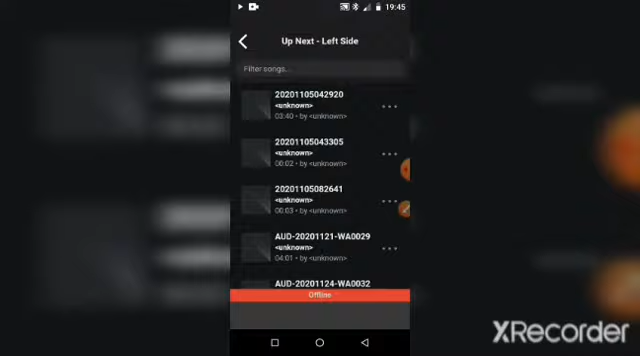 19:45
Up Next - Left Side
Filter songs...
20201105042920
<unknown>
03:40 • by <unknown>
20201105043305
<unknown>
00:02 • by <unknown>
20201105082641
<unknown>
00:03 • by <unknown>
AUD-20201121-WA0029
<unknown>
04:01 • by <unknown>
AUD-20201124-WA0032
Offline
XRecorder